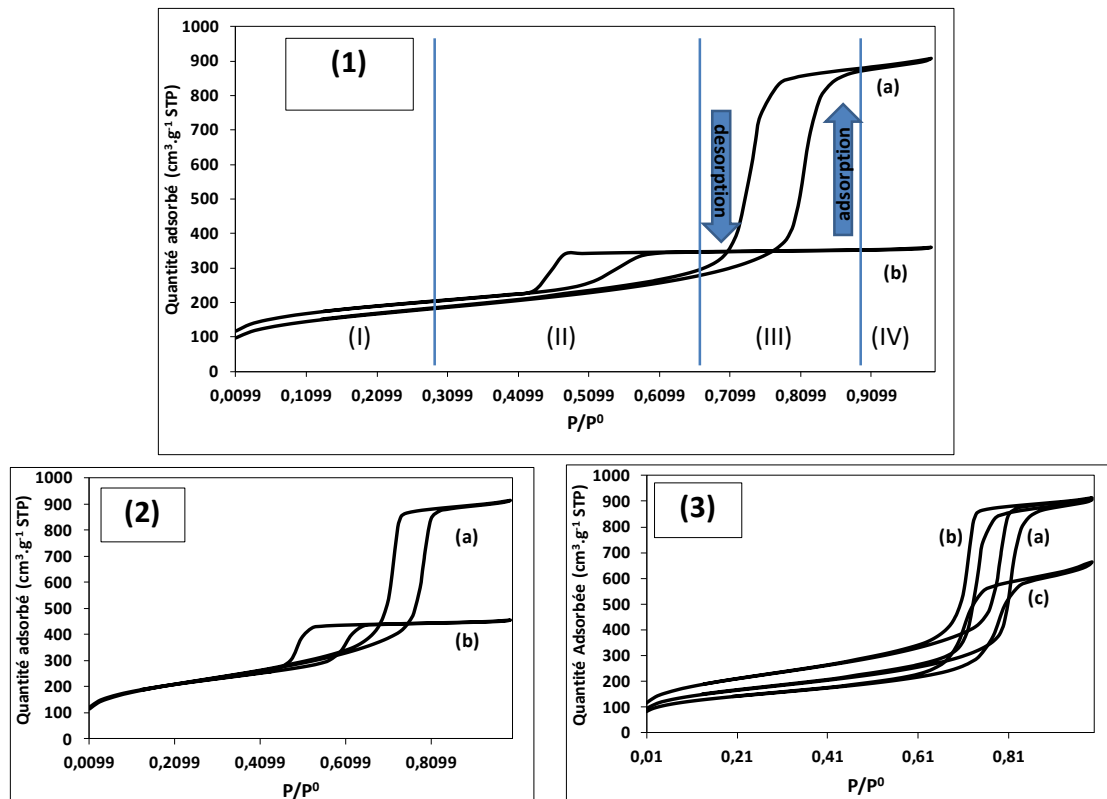 (1)
Quantité adsorbé (cm³·g⁻¹ STP)
1000
900
800
700
600
500
400
300
200
100
0
desorption
adsorption
(a)
(b)
(I)
(II)
(III)
(IV)
0,0099 0,1099 0,2099 0,3099 0,4099 0,5099 0,6099 0,7099 0,8099 0,9099
P/P⁰
(2)
Quantité adsorbé (cm³·g⁻¹ STP)
1000
900
800
700
600
500
400
300
200
100
0
(a)
(b)
0,0099 0,2099 0,4099 0,6099 0,8099
P/P⁰
(3)
Quantité Adsorbée (cm³·g⁻¹ STP)
1000
900
800
700
600
500
400
300
200
100
0
(b)
(a)
(c)
0,01 0,21 0,41 0,61 0,81
P/P⁰